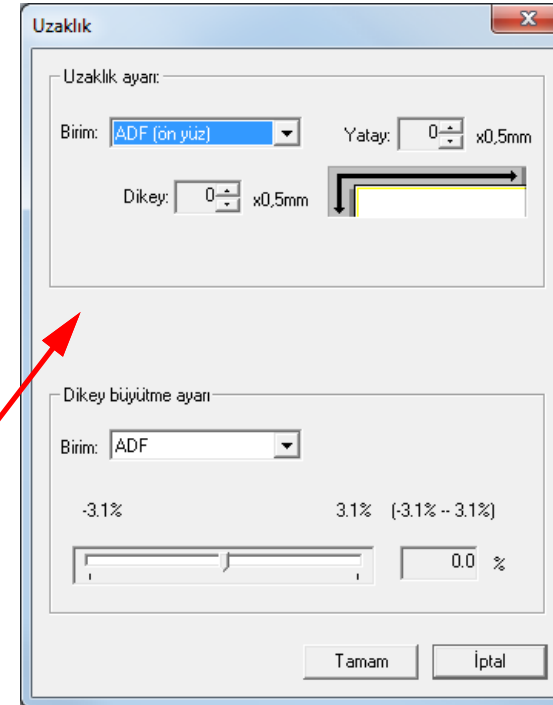 Uzaklık
Uzaklık ayarı:
Birim: ADF (ön yüz) Yatay: 0 x0,5mm
Dikey: 0 x0,5mm
Dikey büyütme ayarı
Birim: ADF
-3.1% 3.1% (-3.1% -- 3.1%)
0.0 %
Tamam İptal